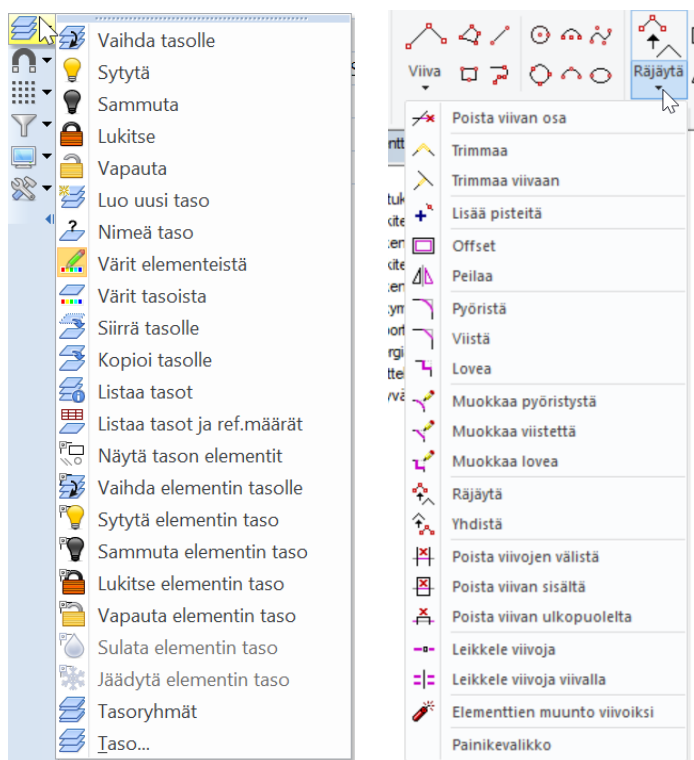 Vaihda tasolle
Sytytä
Sammuta
Lukitse
Vapauta
Luo uusi taso
Nimeä taso
Värit elementeistä
Värit tasoista
Siirrä tasolle
Kopioi tasolle
Listaa tasot
Listaa tasot ja ref.määrät
Näytä tason elementit
Vaihda elementin tasolle
Sytytä elementin taso
Sammuta elementin taso
Lukitse elementin taso
Vapauta elementin taso
Sulata elementin taso
Jäädytä elementin taso
Tasoryhmät
Taso...
Viiva
Räjäytä
Poista viivan osa
Trimmaa
Trimmaa viivaan
Lisää pisteitä
Offset
Peilaa
Pyöristä
Viistä
Lovea
Muokkaa pyöristystä
Muokkaa viistettä
Muokkaa lovea
Räjäytä
Yhdistä
Poista viivojen välistä
Poista viivan sisältä
Poista viivan ulkopuolelta
Leikkele viivoja
Leikkele viivoja viivalla
Elementtien muunto viivoiksi
Painikevalikko